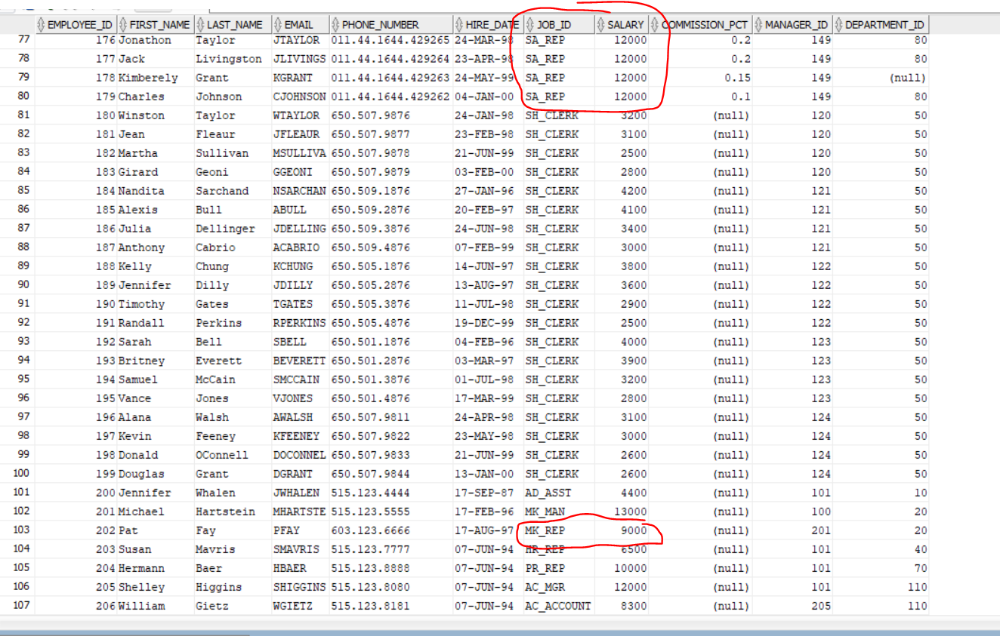 EMPLOYEE_ID FIRST_NAME LAST_NAME EMAIL PHONE_NUMBER HIRE_DATE JOB_ID SALARY COMMISSION_PCT MANAGER_ID DEPARTMENT_ID
77 176 Jonathon Taylor JTAYLOR 011.44.1644.429265 24-MAR-98 SA_REP 12000 0.2 149 80
78 177 Jack Livingston JLIVINGS 011.44.1644.429264 23-APR-98 SA_REP 12000 0.2 149 80
79 178 Kimberely Grant KGRANT 011.44.1644.429263 24-MAY-99 SA_REP 12000 0.15 149 (null)
80 179 Charles Johnson CJOHNSON 011.44.1644.429262 04-JAN-00 SA_REP 12000 0.1 149 80
81 180 Winston Taylor WTAYLOR 650.507.9876 24-JAN-98 SH_CLERK 3200 (null) 120 50
82 181 Jean Fleaur JFLEAUR 650.507.9877 23-FEB-98 SH_CLERK 3100 (null) 120 50
83 182 Martha Sullivan MSULLIVA 650.507.9878 21-JUN-99 SH_CLERK 2500 (null) 120 50
84 183 Girard Geoni GGEONI 650.507.9879 03-FEB-00 SH_CLERK 2800 (null) 120 50
85 184 Nandita Sarchand NSARCHAN 650.509.1876 27-JAN-96 SH_CLERK 4200 (null) 121 50
86 185 Alexis Bull ABULL 650.509.2876 20-FEB-97 SH_CLERK 4100 (null) 121 50
87 186 Julia Dellinger JDELLING 650.509.3876 24-JUN-98 SH_CLERK 3400 (null) 121 50
88 187 Anthony Cabrio ACABRIO 650.509.4876 07-FEB-99 SH_CLERK 3000 (null) 121 50
89 188 Kelly Chung KCHUNG 650.505.1876 14-JUN-97 SH_CLERK 3800 (null) 122 50
90 189 Jennifer Dilly JDILLY 650.505.2876 13-AUG-97 SH_CLERK 3600 (null) 122 50
91 190 Timothy Gates TGATES 650.505.3876 11-JUL-98 SH_CLERK 2900 (null) 122 50
92 191 Randall Perkins RPERKINS 650.505.4876 19-DEC-99 SH_CLERK 2500 (null) 122 50
93 192 Sarah Bell SBELL 650.501.1876 04-FEB-96 SH_CLERK 4000 (null) 123 50
94 193 Britney Everett BEVERETT 650.501.2876 03-MAR-97 SH_CLERK 3900 (null) 123 50
95 194 Samuel McCain SMCCAIN 650.501.3876 01-JUL-98 SH_CLERK 3200 (null) 123 50
96 195 Vance Jones VJONES 650.501.4876 17-MAR-99 SH_CLERK 2800 (null) 123 50
97 196 Alana Walsh AWALSH 650.507.9811 24-APR-98 SH_CLERK 3100 (null) 124 50
98 197 Kevin Feeney KFEENEY 650.507.9822 23-MAY-98 SH_CLERK 3000 (null) 124 50
99 198 Donald OConnell DOCONNEL 650.507.9833 21-JUN-99 SH_CLERK 2600 (null) 124 50
100 199 Douglas Grant DGRANT 650.507.9844 13-JAN-00 SH_CLERK 2600 (null) 124 50
101 200 Jennifer Whalen JWHALEN 515.123.4444 17-SEP-87 AD_ASST 4400 (null) 101 10
102 201 Michael Hartstein MHARTSTE 515.123.5555 17-FEB-96 MK_MAN 13000 (null) 100 20
103 202 Pat Fay PFAY 603.123.6666 17-AUG-97 MK_REP 9000 (null) 201 20
104 203 Susan Mavris SMAVRIS 515.123.7777 07-JUN-94 HR_REP 6500 (null) 101 40
105 204 Hermann Baer HBAER 515.123.8888 07-JUN-94 PR_REP 10000 (null) 101 70
106 205 Shelley Higgins SHIGGINS 515.123.8080 07-JUN-94 AC_MGR 12000 (null) 101 110
107 206 William Gietz WGIETZ 515.123.8181 07-JUN-94 AC_ACCOUNT 8300 (null) 205 110